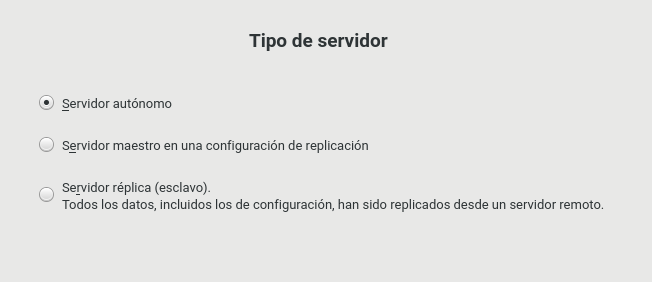 Tipo de servidor
Servidor autónomo
Servidor maestro en una configuración de replicación
Servidor réplica (esclavo).
Todos los datos, incluidos los de configuración, han sido replicados desde un servidor remoto.